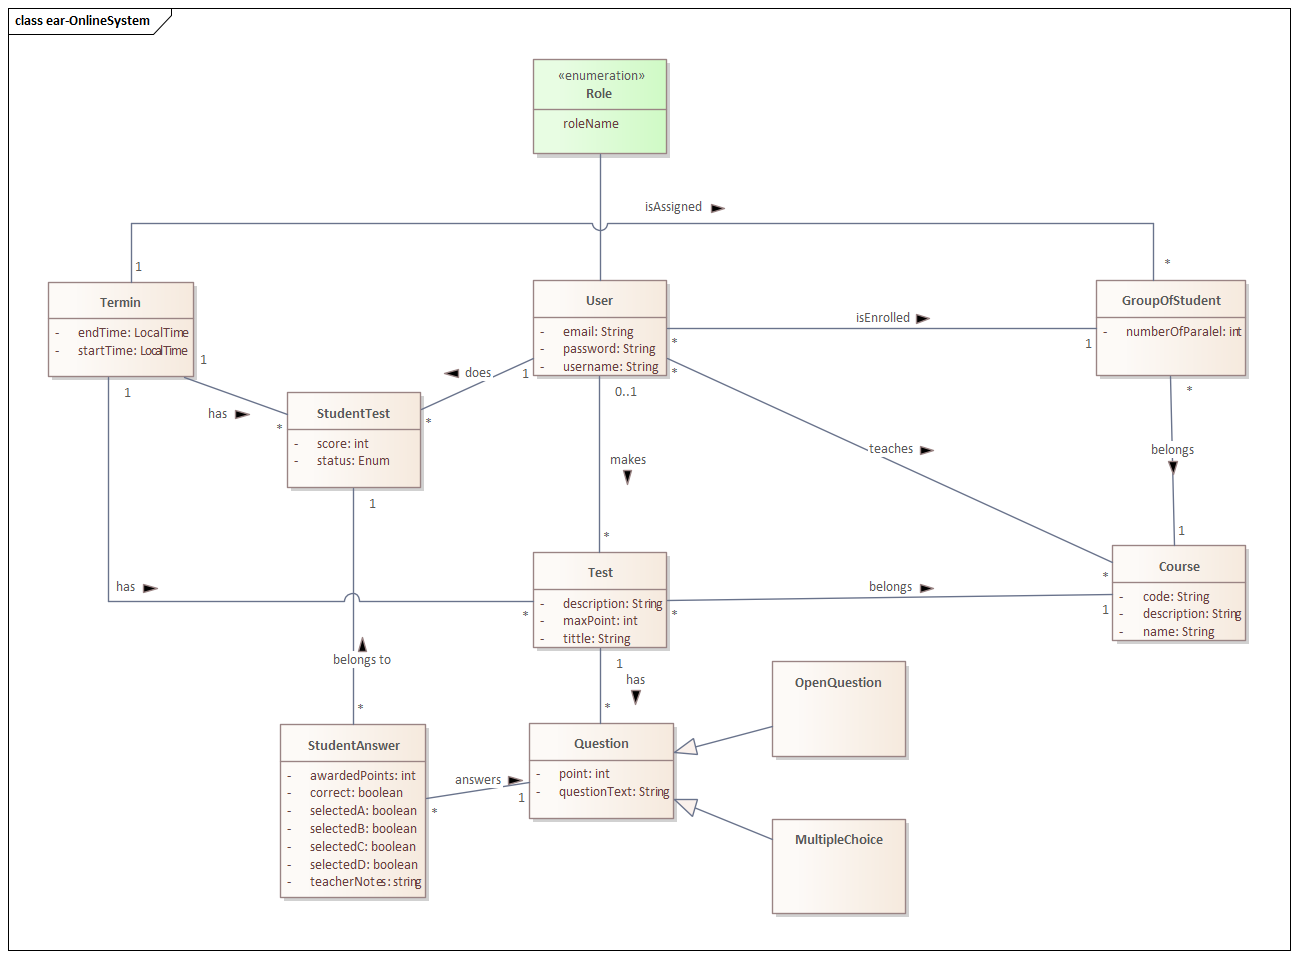 class ear-OnlineSystem
«enumeration»
Role
roleName
isAssigned
1
*
Termin
- endTime: LocalTime
- startTime: LocalTime
User
- email: String
- password: String
- username: String
GroupOfStudent
- numberOfParalel: int
isEnrolled
*
1
1
does
1
*
1
has
*
StudentTest
- score: int
- status: Enum
0..1
*
*
teaches
belongs
makes
1
1
*
*
Test
- description: String
- maxPoint: int
- tittle: String
Course
- code: String
- description: String
- name: String
has
*
belongs
*
1
belongs to
*
1
has
*
OpenQuestion
StudentAnswer
- awardedPoints: int
- correct: boolean
- selectedA: boolean
- selectedB: boolean
- selectedC: boolean
- selectedD: boolean
- teacherNotes: string
Question
- point: int
- questionText: String
answers
1
*
MultipleChoice